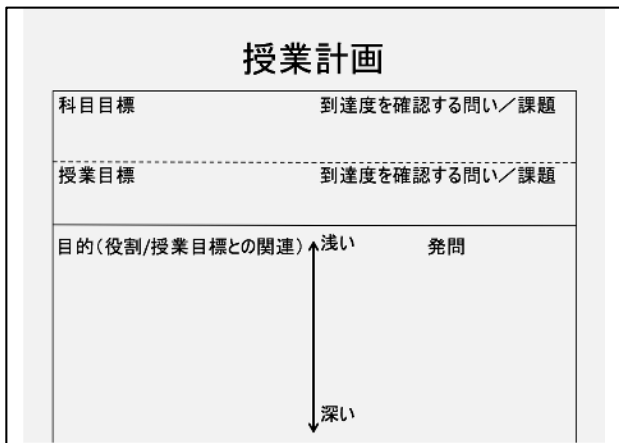 授業計画
科目目標 到達度を確認する問い／課題
授業目標 到達度を確認する問い／課題
目的(役割/授業目標との関連) 浅い 発問
深い